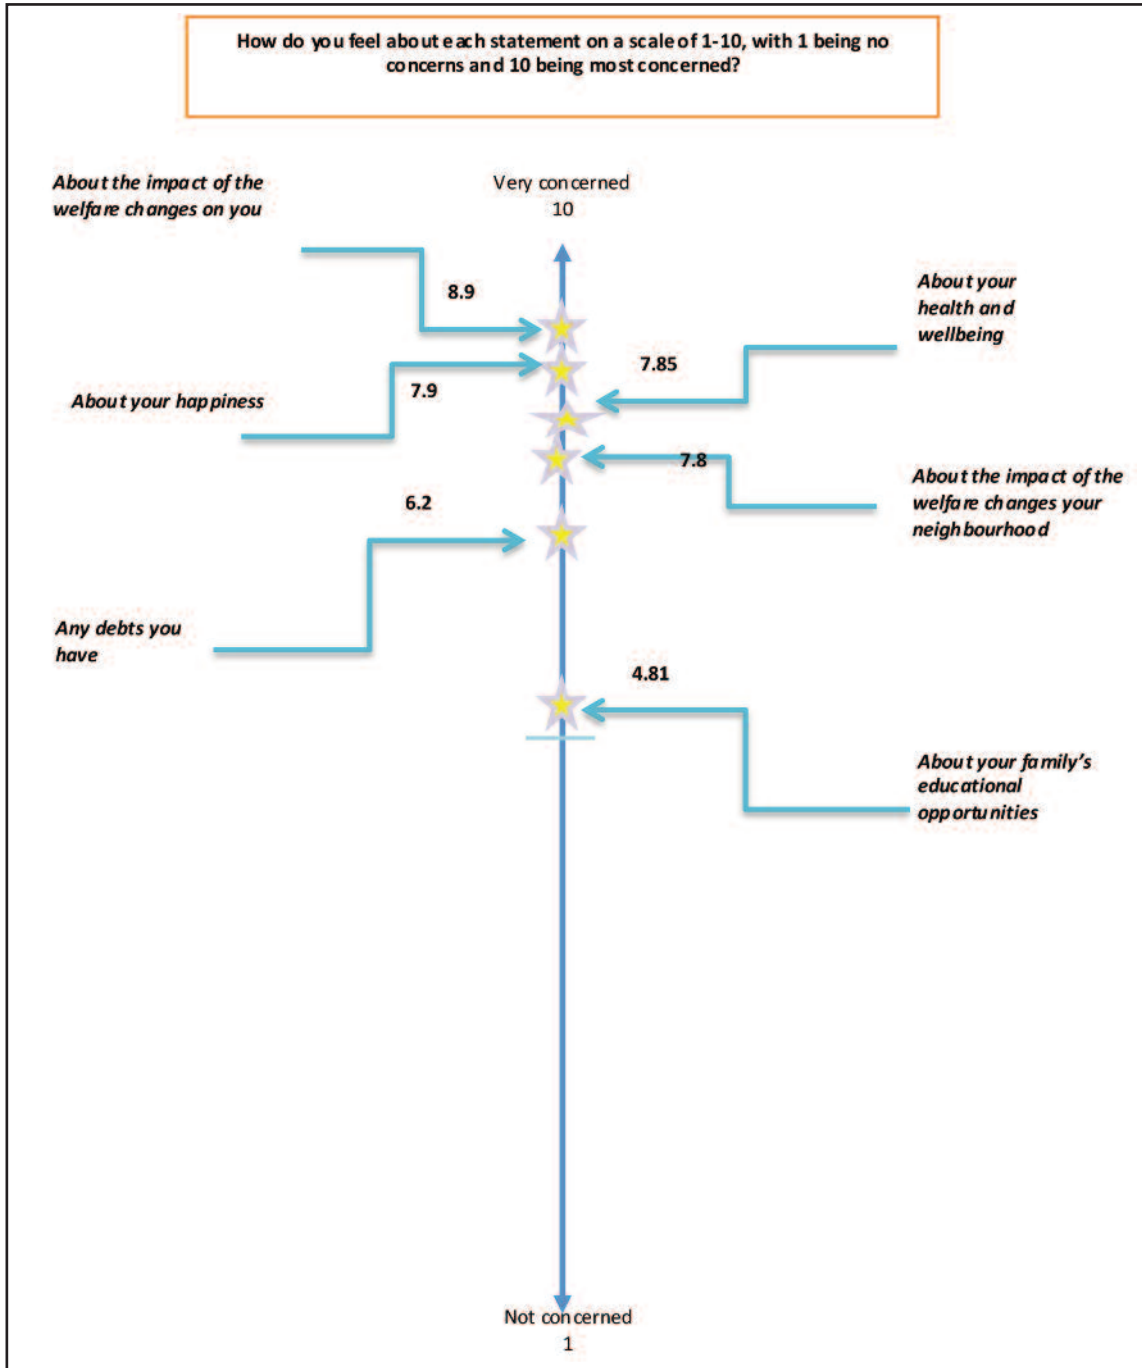 How do you feel about each statement on a scale of 1-10, with 1 being no
concerns and 10 being most concerned?
About the impact of the
welfare changes on you
Very concerned
10
8.9
About your
health and
wellbeing
7.85
7.9
About your happiness
7.8
About the impact of the
welfare changes your
neighbourhood
6.2
Any debts you
have
4.81
About your family's
educational
opportunities
Not concerned
1